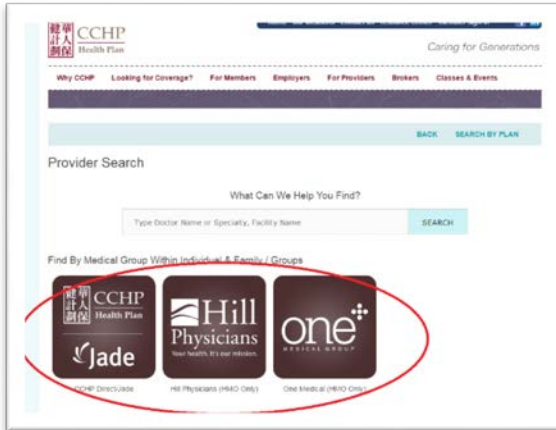 華人保健計劃
CCHP
Health Plan
Caring for Generations
Why CCHP Looking for Coverage? For Members Employers For Providers Brokers Classes & Events
BACK SEARCH BY PLAN
Provider Search
What Can We Help You Find?
Type Doctor Name or Specialty, Facility Name SEARCH
Find By Medical Group Within Individual & Family / Groups
華人保健計劃
CCHP
Health Plan
Jade
Hill
Physicians
Your health. It's our mission.
one
MEDICAL GROUP
CCHP Direct/Jade Hill Physicians (HMO Only) One Medical (HMO Only)